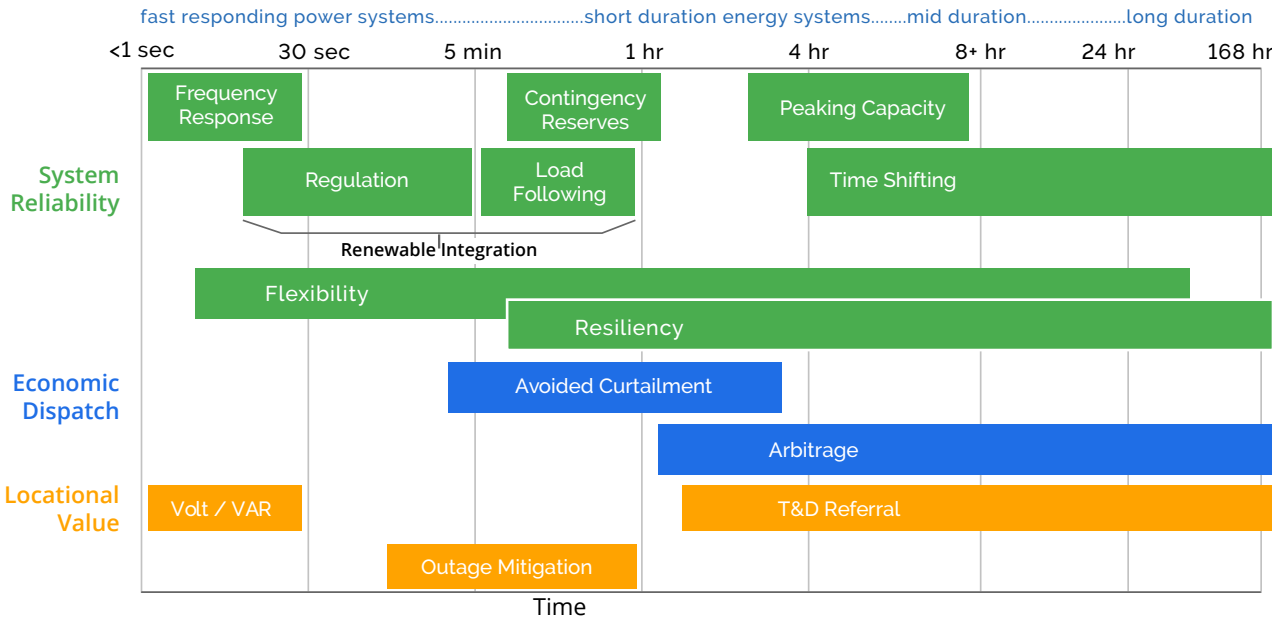 fast responding power systems..............................short duration energy systems.......mid duration....................long duration
<1 sec 30 sec 5 min 1 hr 4 hr 8+ hr 24 hr 168 hr
Frequency
Response
Contingency
Reserves
Peaking Capacity
System
Reliability
Regulation
Load
Following
Time Shifting
Renewable Integration
Flexibility
Resiliency
Economic
Dispatch
Avoided Curtailment
Arbitrage
Locational
Value
Volt / VAR
T&D Referral
Outage Mitigation
Time